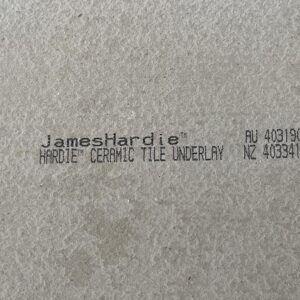 JamesHardie™ AU 403190
HARDIE™ CERAMIC TILE UNDERLAY NZ 403341